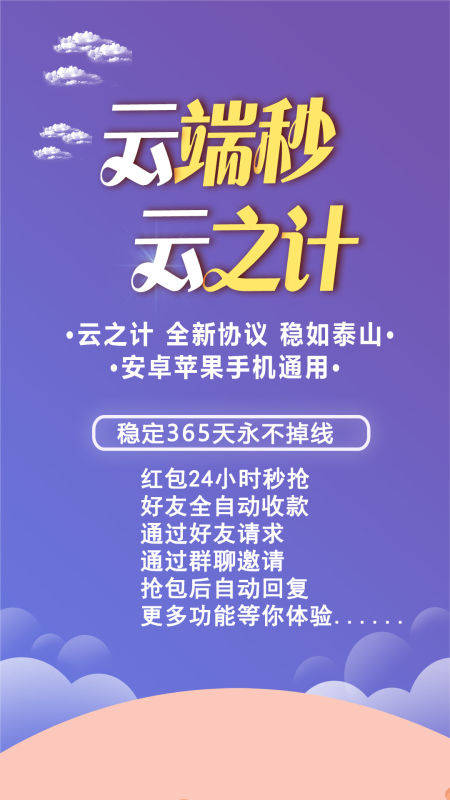 云端秒
云之计
•云之计 全新协议 稳如泰山•
•安卓苹果手机通用•
稳定365天永不掉线
红包24小时秒抢
好友全自动收款
通过好友请求
通过群聊邀请
抢包后自动回复
更多功能等你体验......